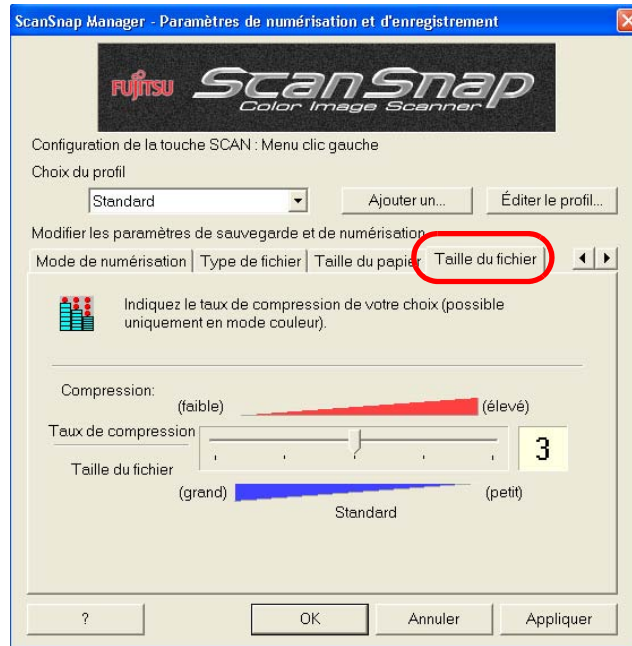 ScanSnap Manager - Paramètres de numérisation et d'enregistrement
FUJITSU ScanSnap
Color Image Scanner
Configuration de la touche SCAN : Menu clic gauche
Choix du profil
Standard Ajouter un... Éditer le profil...
Modifier les paramètres de sauvegarde et de numérisation
Mode de numérisation Type de fichier Taille du papier Taille du fichier
Indiquez le taux de compression de votre choix (possible
uniquement en mode couleur).
Compression:
(faible) (élevé)
Taux de compression
3
Taille du fichier
(grand) (petit)
Standard
? OK Annuler Appliquer